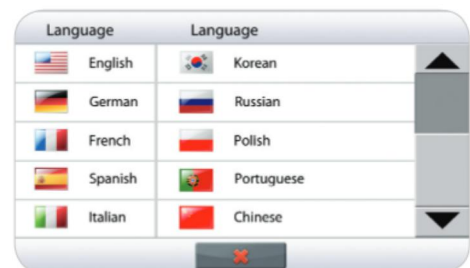 Language Language
English Korean
German Russian
French Polish
Spanish Portuguese
Italian Chinese